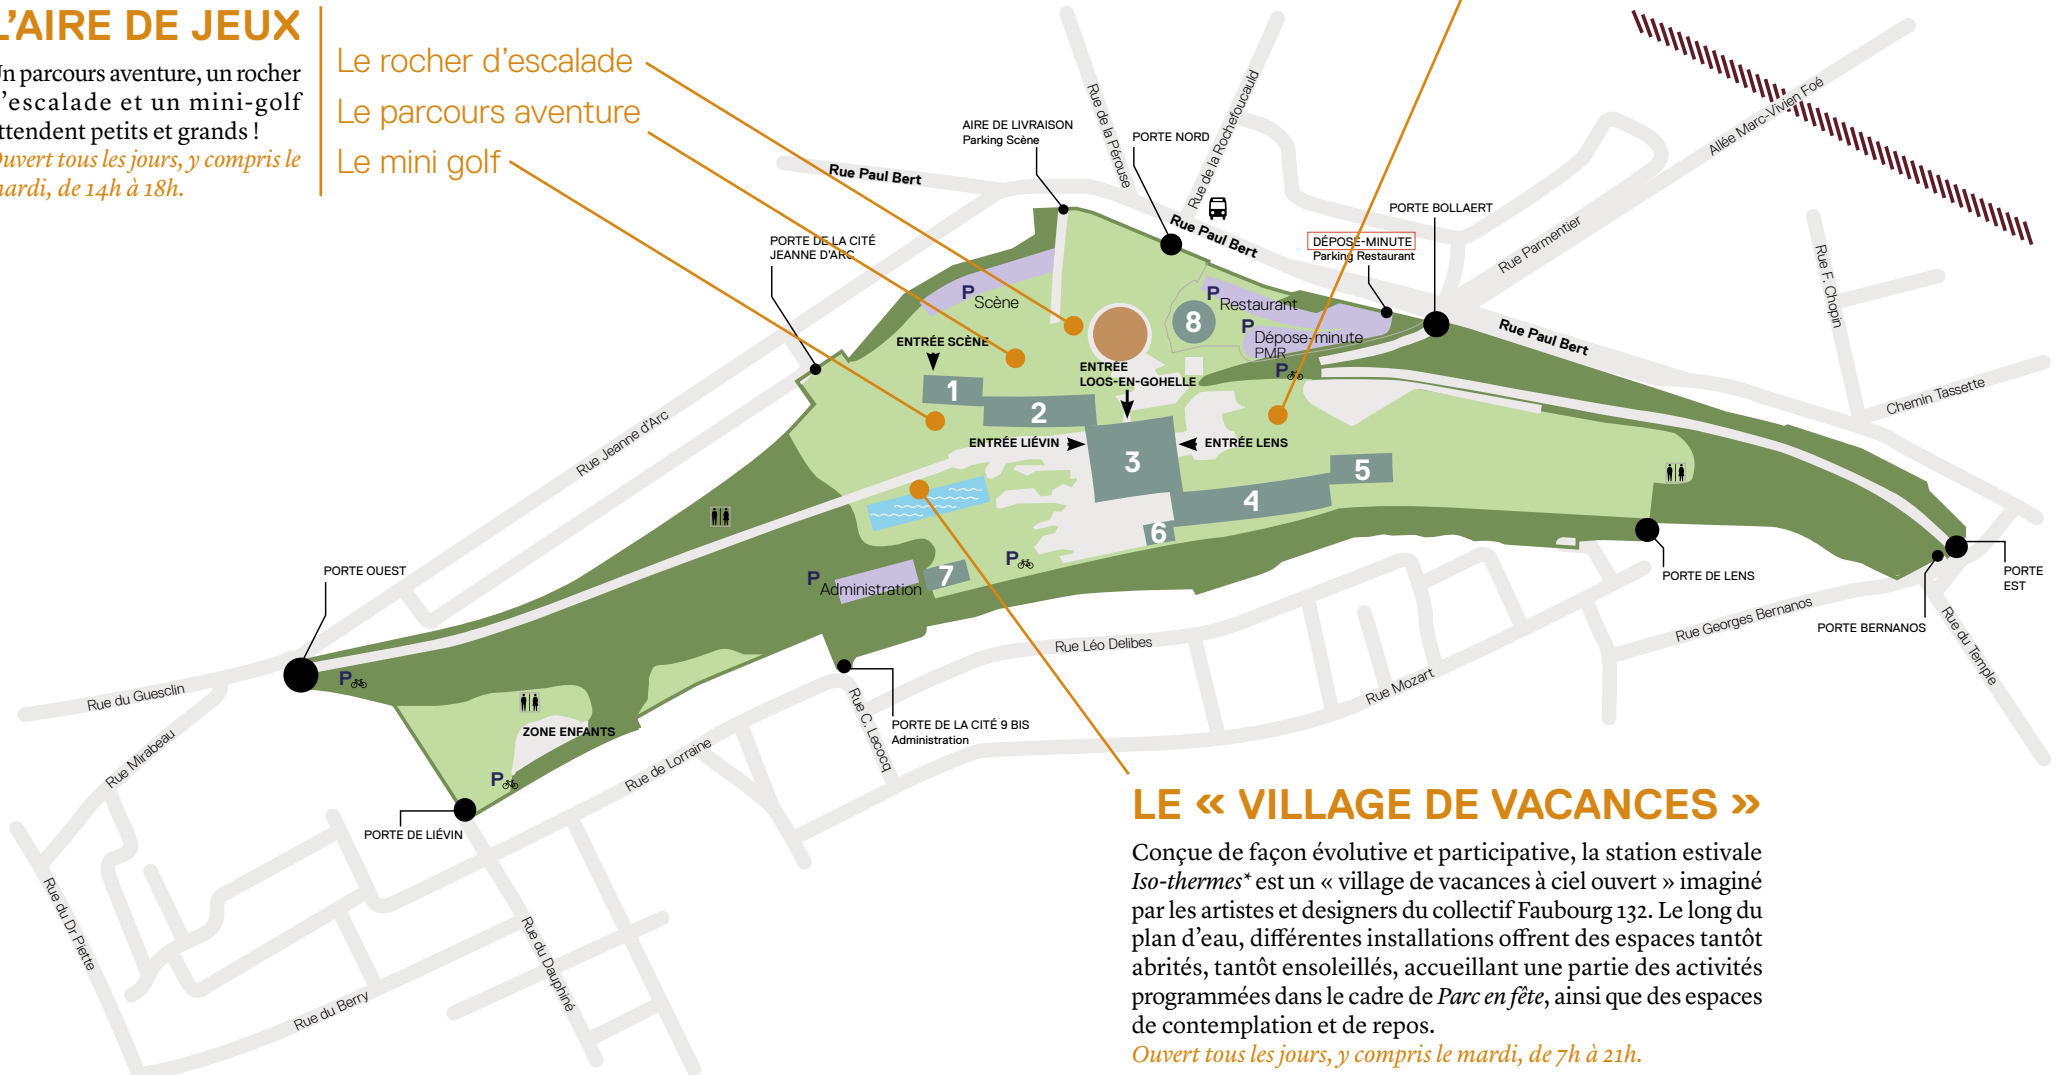 L'AIRE DE JEUX
Un parcours aventure, un rocher
d'escalade et un mini-golf
attendent petits et grands !
Ouvert tous les jours, y compris le
mardi, de 14h à 18h.
Le rocher d'escalade
Le parcours aventure
Le mini golf
AIRE DE LIVRAISON
Parking Scène
Rue de la Pérouse
PORTE NORD
Rue de la Rochefoucauld
Allée Marc-Vivien Foé
Rue Paul Bert
Rue Paul Bert
PORTE BOLLAERT
DÉPOSE-MINUTE
Parking Restaurant
Rue Parmentier
Rue F. Chopin
PORTE DE LA CITÉ
JEANNE D'ARC
P Scène
P Restaurant
8
P Dépose-minute
PMR
P
Rue Paul Bert
Chemin Tassette
ENTRÉE SCÈNE
ENTRÉE
LOOS-EN-GOHELLE
1
2
ENTRÉE LIÉVIN
ENTRÉE LENS
3
5
4
6
Rue Jeanne d'Arc
P
7
P Administration
PORTE OUEST
PORTE DE LENS
PORTE
EST
PORTE BERNANOS
Rue Georges Bernanos
Rue du Temple
Rue Léo Delibes
Rue Mozart
P
Rue du Guesclin
Rue Mirabeau
ZONE ENFANTS
P
Rue de Lorraine
Rue C. Lecocq
PORTE DE LA CITÉ 9 BIS
Administration
PORTE DE LIÉVIN
Rue du Dr Piette
Rue du Dauphiné
Rue du Berry
LE « VILLAGE DE VACANCES »
Conçue de façon évolutive et participative, la station estivale
Iso-thermes* est un « village de vacances à ciel ouvert » imaginé
par les artistes et designers du collectif Faubourg 132. Le long du
plan d'eau, différentes installations offrent des espaces tantôt
abrités, tantôt ensoleillés, accueillant une partie des activités
programmées dans le cadre de Parc en fête, ainsi que des espaces
de contemplation et de repos.
Ouvert tous les jours, y compris le mardi, de 7h à 21h.